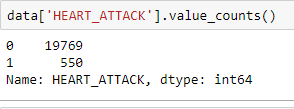 data['HEART_ATTACK'].value_counts()
0    19769
1      550
Name: HEART_ATTACK, dtype: int64